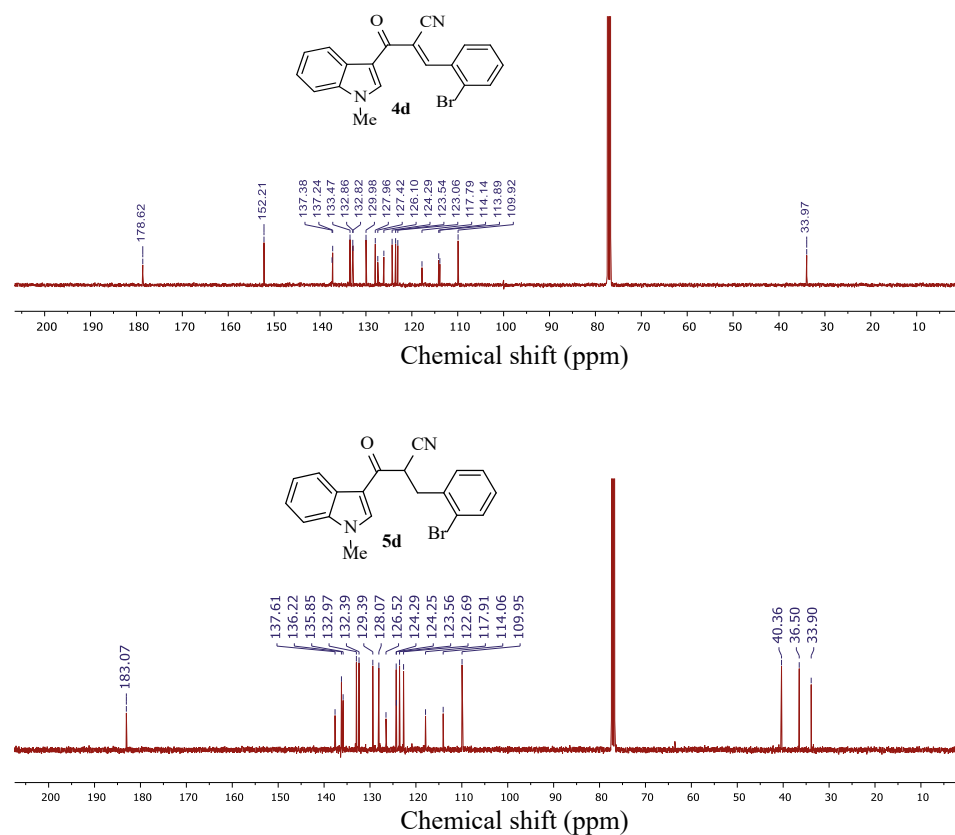 O
CN
N
Me
4d
Br
178.62
152.21
137.38
137.24
133.47
132.86
132.82
129.98
127.96
127.42
126.10
124.29
123.54
123.06
117.79
114.14
113.89
109.92
33.97
200 190 180 170 160 150 140 130 120 110 100 90 80 70 60 50 40 30 20 10
Chemical shift (ppm)
O
CN
N
Me
5d
Br
183.07
137.61
136.22
135.85
132.97
132.39
129.39
128.07
126.52
124.29
124.25
123.56
122.69
117.91
114.06
109.95
40.36
36.50
33.90
200 190 180 170 160 150 140 130 120 110 100 90 80 70 60 50 40 30 20 10
Chemical shift (ppm)